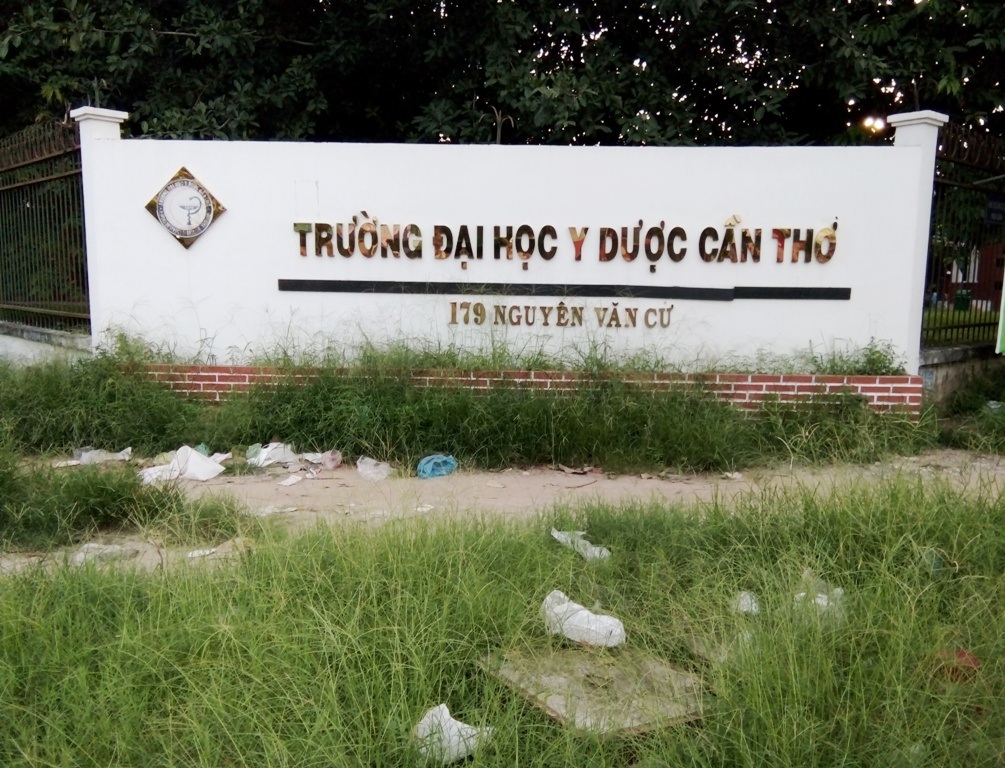 TRƯỜNG ĐẠI HỌC Y DƯỢC CẦN THƠ
179 NGUYỄN VĂN CỪ